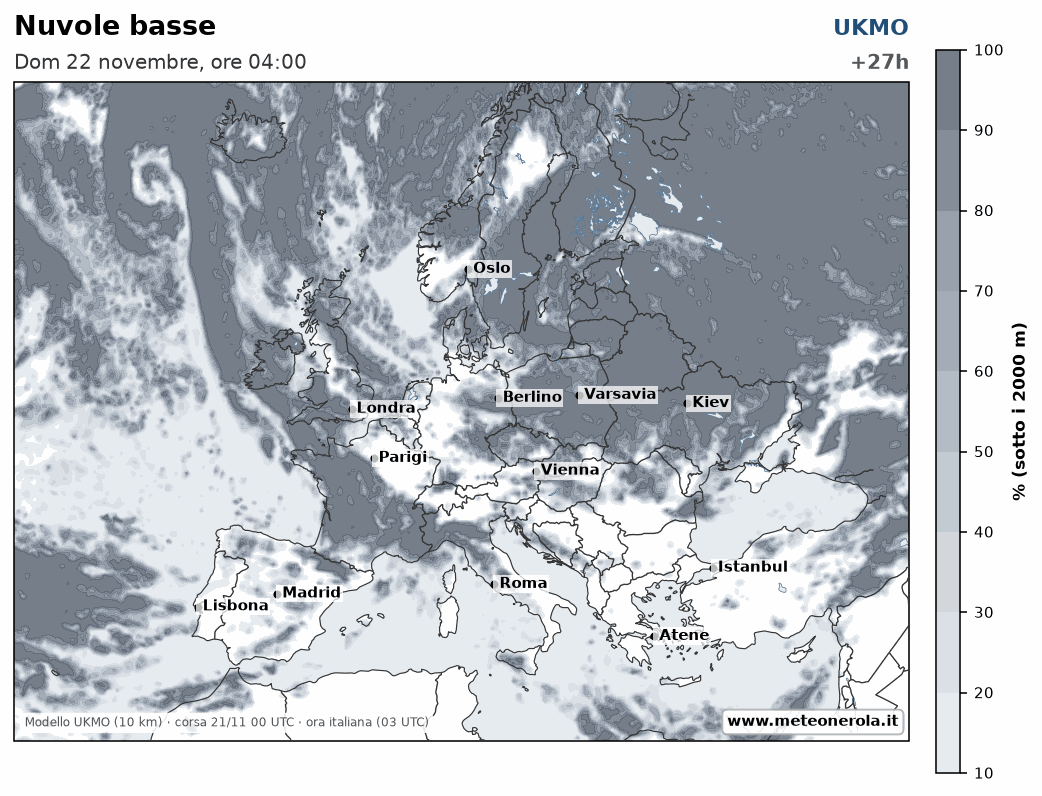 Nuvole basse
UKMO
Dom 22 novembre, ore 04:00
+27h
100
90
80
70
60
50
40
30
20
10
% (sotto i 2000 m)
Oslo
Berlino
Varsavia
Kiev
Londra
Parigi
Vienna
Istanbul
Roma
Madrid
Lisbona
Atene
Modello UKMO (10 km) · corsa 21/11 00 UTC · ora italiana (03 UTC)
www.meteonerola.it